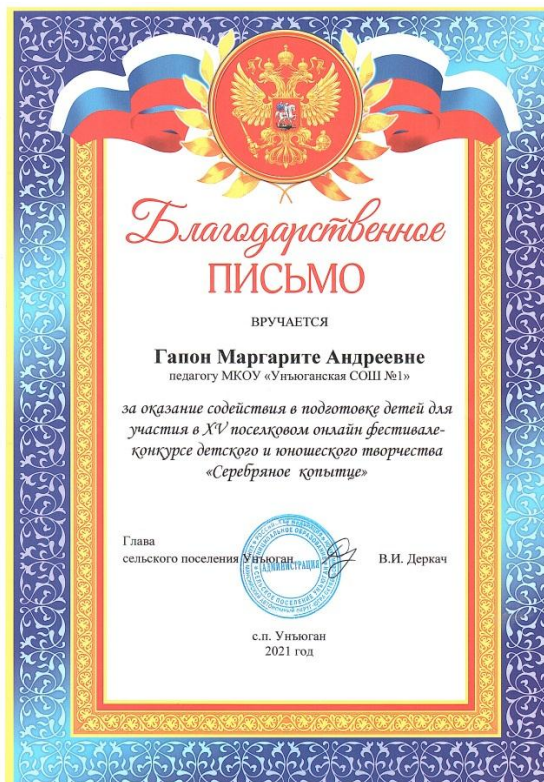 Благодарственное
ПИСЬМО
ВРУЧАЕТСЯ
Гапон Маргарите Андреевне
педагогу МКОУ «Унъюганская СОШ №1»
за оказание содействия в подготовке детей для
участия в XV поселковом онлайн фестивале-
конкурсе детского и юношеского творчества
«Серебряное копытце»
Глава
сельского поселения Унъюган
В.И. Деркач
АДМИНИСТРАЦИЯ
с.п. Унъюган
2021 год